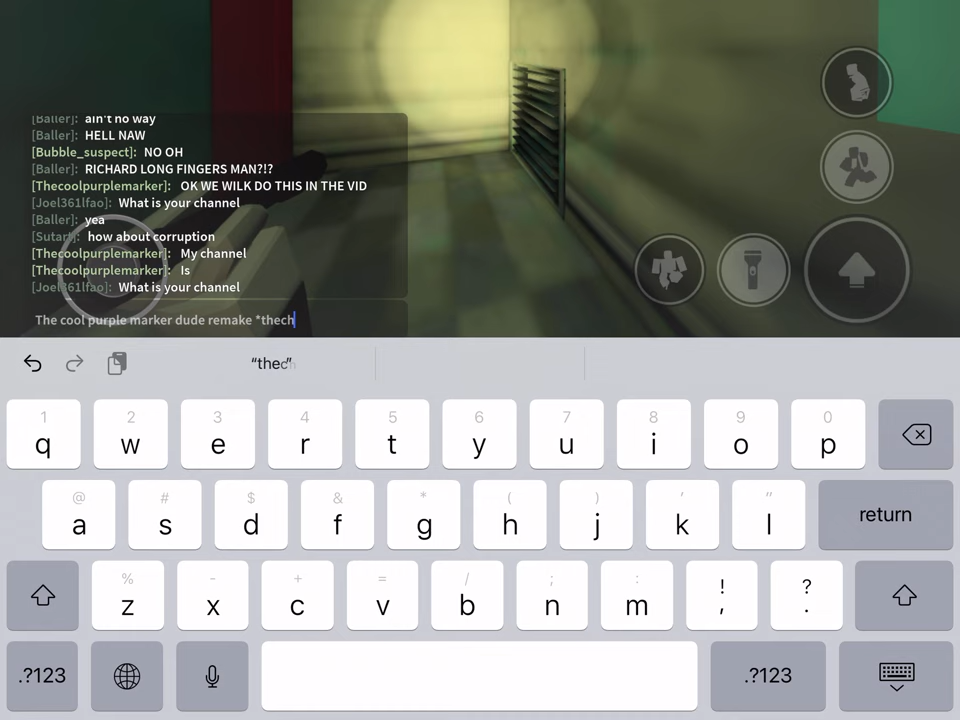 [Baller]: ain't no way
[Baller]: HELL NAW
[Bubble_suspect]: NO OH
[Baller]: RICHARD LONG FINGERS MAN?!?
[Thecoolpurplemarker]: OK WE WILK DO THIS IN THE VID
[Joel361lfao]: What is your channel
[Baller]: yea
[Sutart]: how about corruption
[Thecoolpurplemarker]: My channel
[Thecoolpurplemarker]: Is
[Joel361lfao]: What is your channel
The cool purple marker dude remake *thech
“thech”
1 2 3 4 5 6 7 8 9 0
q w e r t y u i o p
@ # $ & * ( ) ' "
a s d f g h j k l return
% - + = / ; : ! ?
z x c v b n m , .
.?123 .?123